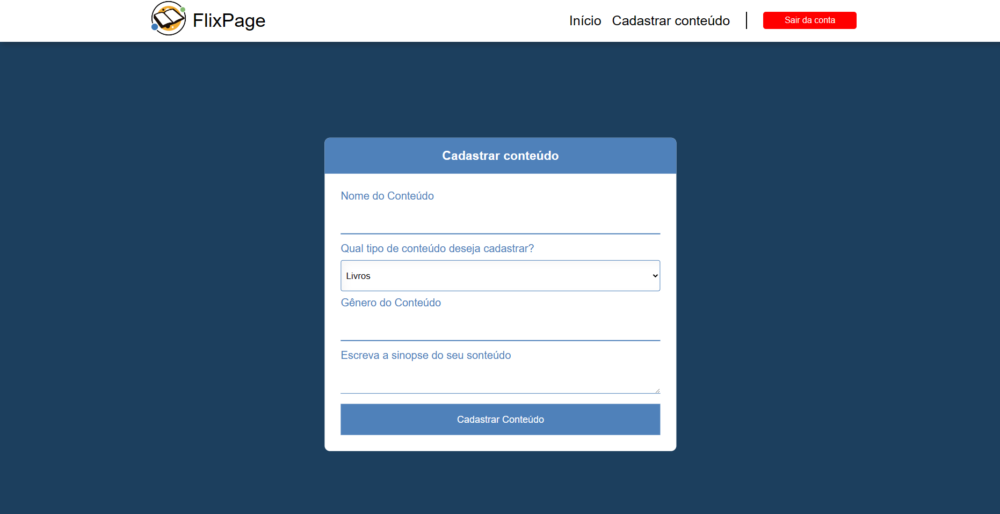 FlixPage
Início Cadastrar conteúdo Sair da conta
Cadastrar conteúdo
Nome do Conteúdo
Qual tipo de conteúdo deseja cadastrar?
Livros
Gênero do Conteúdo
Escreva a sinopse do seu sonteúdo
Cadastrar Conteúdo